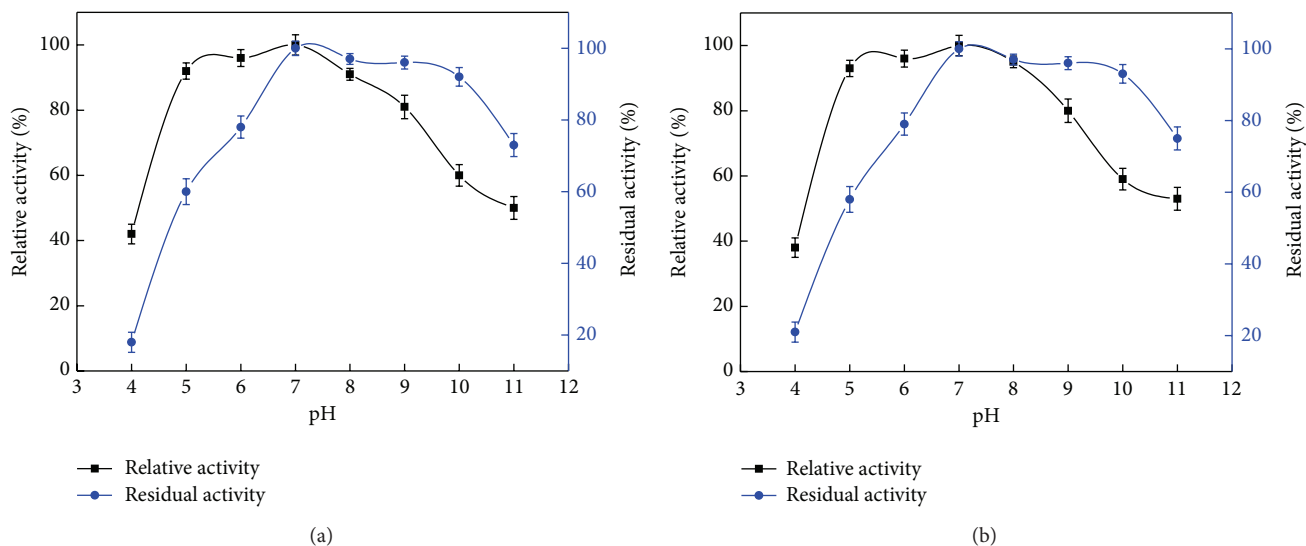 100
80
60
40
20
0
Relative activity (%)
100
80
60
40
20
Residual activity (%)
3 4 5 6 7 8 9 10 11 12
pH
Relative activity
Residual activity
(a)
100
80
60
40
20
0
Relative activity (%)
100
80
60
40
20
Residual activity (%)
3 4 5 6 7 8 9 10 11 12
pH
Relative activity
Residual activity
(b)